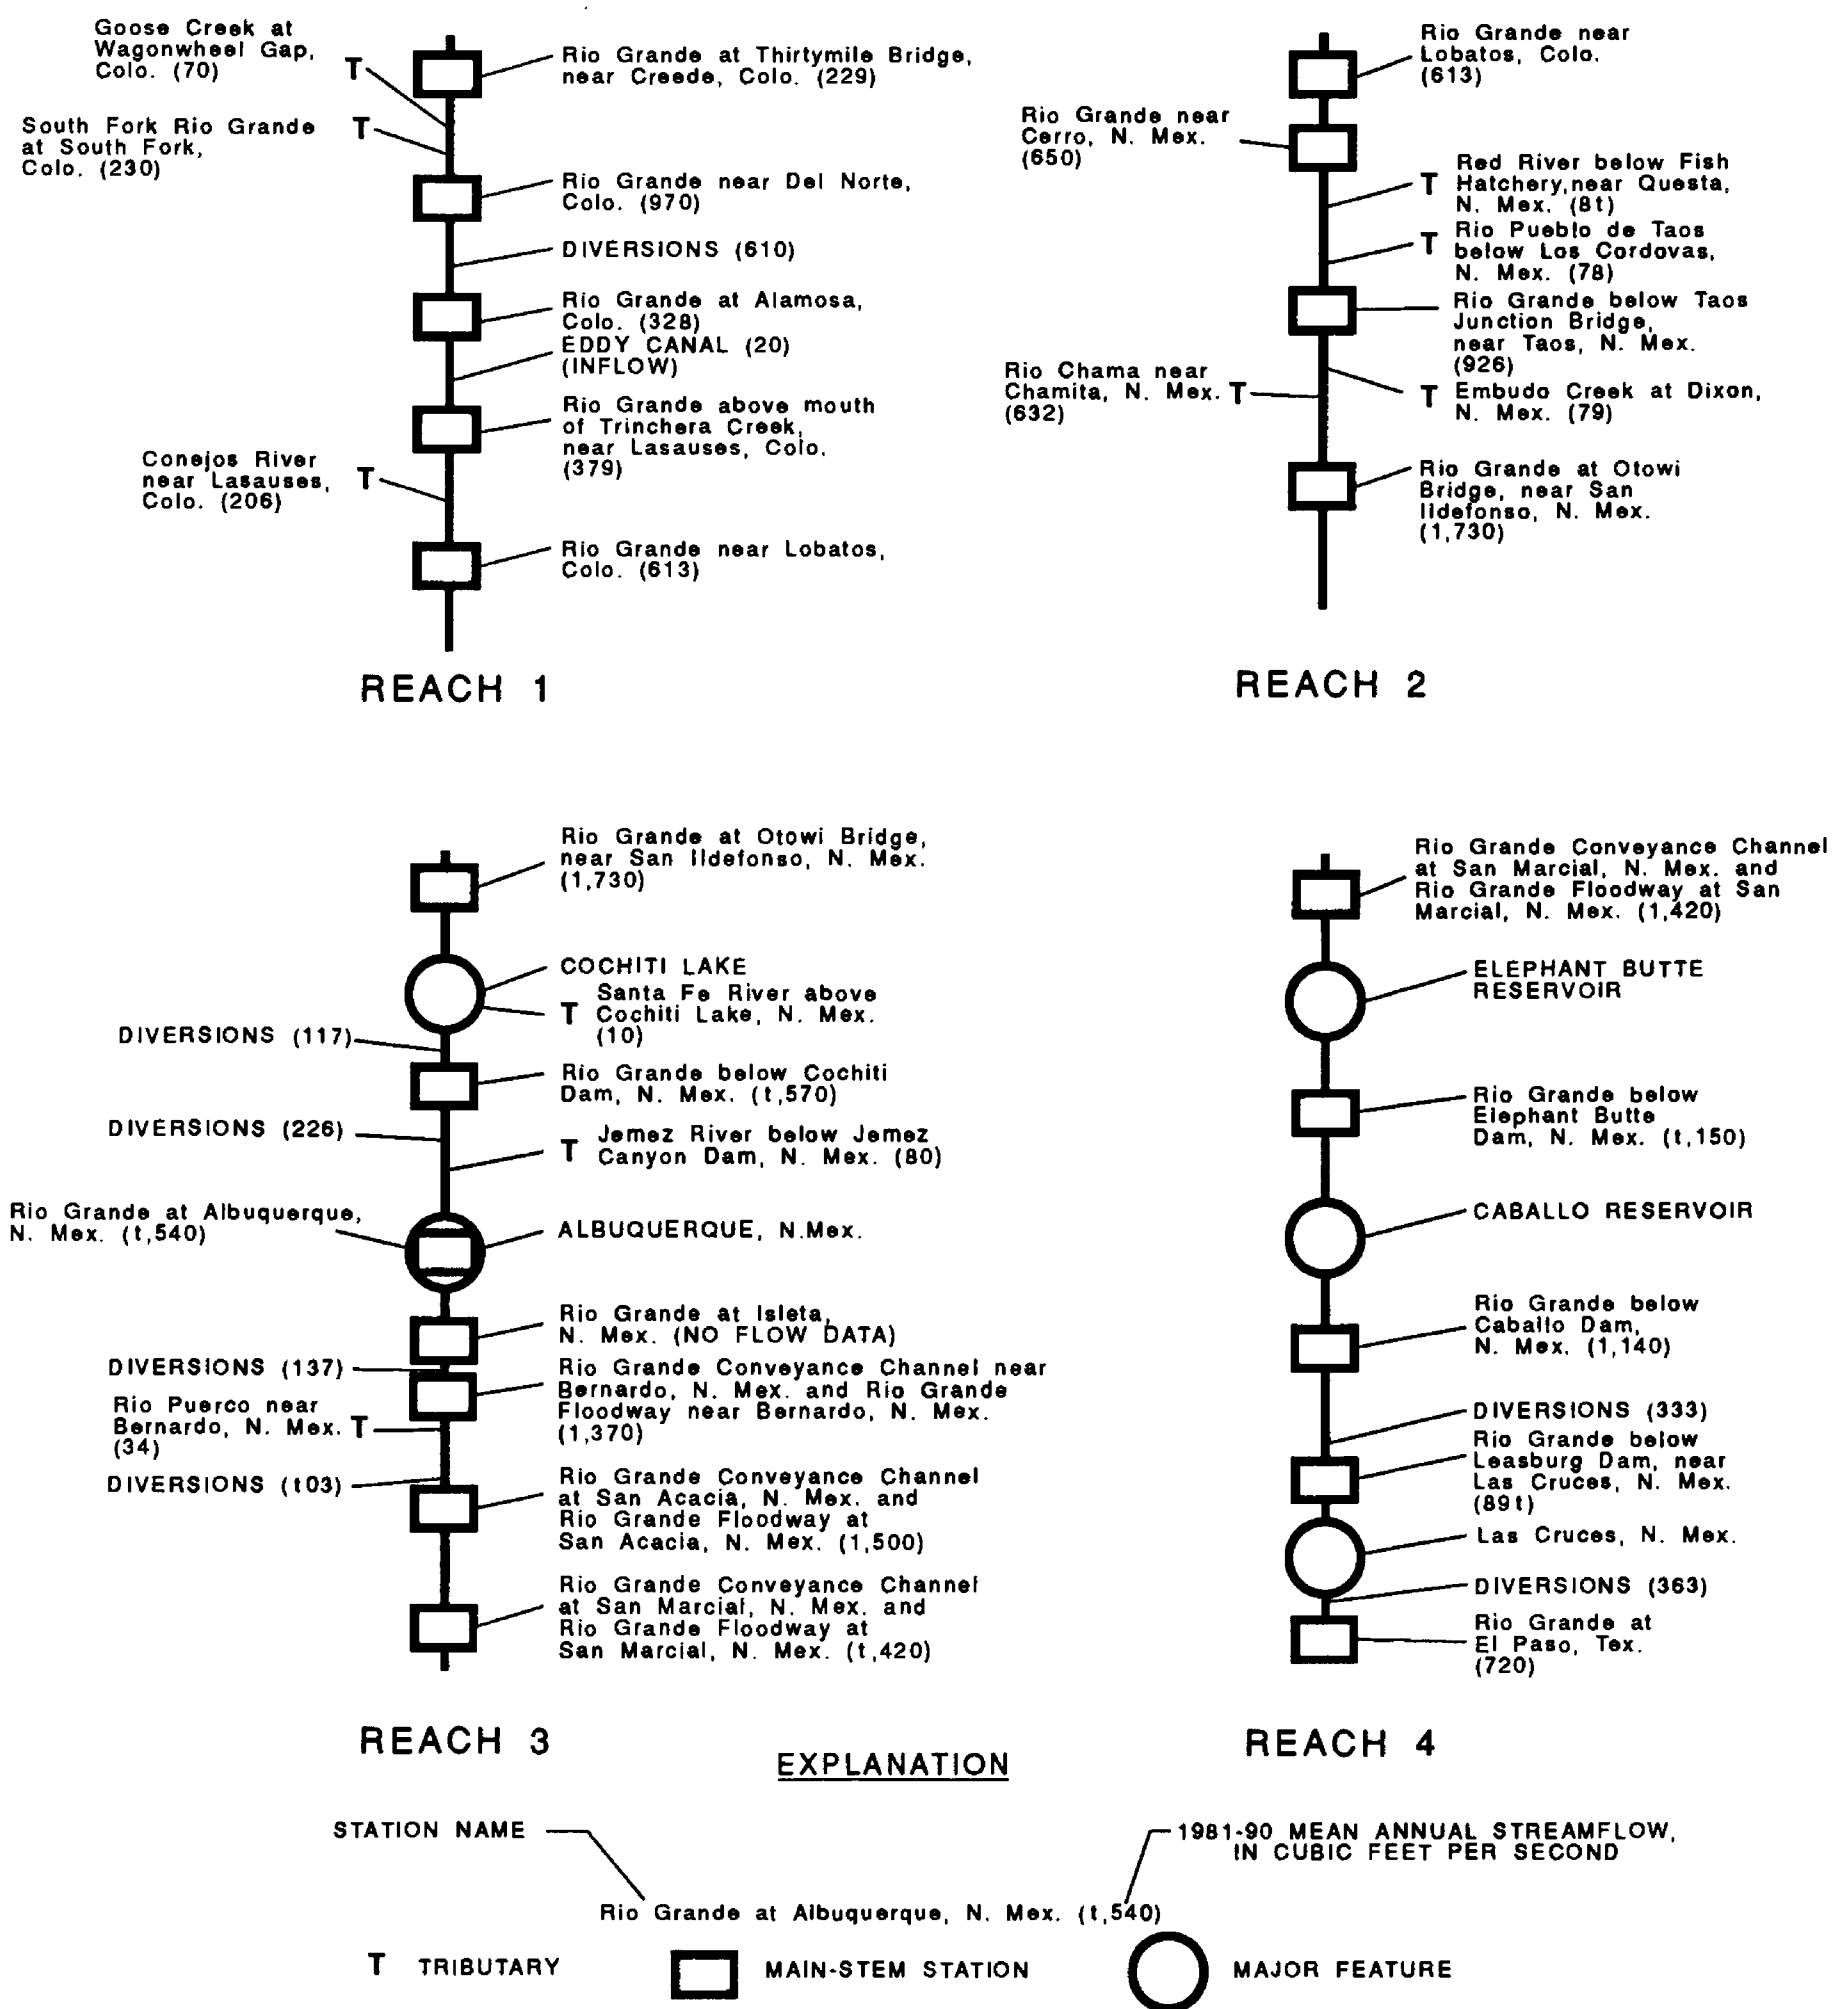 Goose Creek at
Wagonwheel Gap,
Colo. (70)
T
Rio Grande at Thirtymile Bridge,
near Creede, Colo. (229)
South Fork Rio Grande
at South Fork,
Colo. (230)
T
Rio Grande near Del Norte,
Colo. (970)
DIVERSIONS (610)
Rio Grande at Alamosa,
Colo. (328)
EDDY CANAL (20)
(INFLOW)
Rio Grande above mouth
of Trinchera Creek,
near Lasauses, Colo.
(379)
Conejos River
near Lasauses,
Colo. (206)
T
Rio Grande near Lobatos,
Colo. (613)
REACH 1
Rio Grande near
Lobatos, Colo.
(613)
Rio Grande near
Cerro, N. Mex.
(650)
T
Red River below Fish
Hatchery, near Questa,
N. Mex. (8t)
T
Rio Pueblo de Taos
below Los Cordovas,
N. Mex. (78)
Rio Grande below Taos
Junction Bridge,
near Taos, N. Mex.
(926)
Rio Chama near
Chamita, N. Mex. T
(632)
T
Embudo Creek at Dixon,
N. Mex. (79)
Rio Grande at Otowi
Bridge, near San
Ildefonso, N. Mex.
(1,730)
REACH 2
Rio Grande at Otowi Bridge,
near San Ildefonso, N. Mex.
(1,730)
COCHITI LAKE
T
Santa Fe River above
Cochiti Lake, N. Mex.
(10)
DIVERSIONS (117)
Rio Grande below Cochiti
Dam, N. Mex. (t,570)
DIVERSIONS (226)
T
Jemez River below Jemez
Canyon Dam, N. Mex. (80)
Rio Grande at Albuquerque,
N. Mex. (t,540)
ALBUQUERQUE, N.Mex.
Rio Grande at Isleta,
N. Mex. (NO FLOW DATA)
DIVERSIONS (137)
Rio Grande Conveyance Channel near
Bernardo, N. Mex. and Rio Grande
Floodway near Bernardo, N. Mex.
(1,370)
Rio Puerco near
Bernardo, N. Mex. T
(34)
DIVERSIONS (t03)
Rio Grande Conveyance Channel
at San Acacia, N. Mex. and
Rio Grande Floodway at
San Acacia, N. Mex. (1,500)
Rio Grande Conveyance Channel
at San Marcial, N. Mex. and
Rio Grande Floodway at
San Marcial, N. Mex. (t,420)
REACH 3
Rio Grande Conveyance Channel
at San Marcial, N. Mex. and
Rio Grande Floodway at San
Marcial, N. Mex. (1,420)
ELEPHANT BUTTE
RESERVOIR
Rio Grande below
Elephant Butte
Dam, N. Mex. (t,150)
CABALLO RESERVOIR
Rio Grande below
Caballo Dam,
N. Mex. (1,140)
DIVERSIONS (333)
Rio Grande below
Leasburg Dam, near
Las Cruces, N. Mex.
(89t)
Las Cruces, N. Mex.
DIVERSIONS (363)
Rio Grande at
El Paso, Tex.
(720)
REACH 4
EXPLANATION
STATION NAME
1981-90 MEAN ANNUAL STREAMFLOW,
IN CUBIC FEET PER SECOND
Rio Grande at Albuquerque, N. Mex. (t,540)
T TRIBUTARY
MAIN-STEM STATION
MAJOR FEATURE